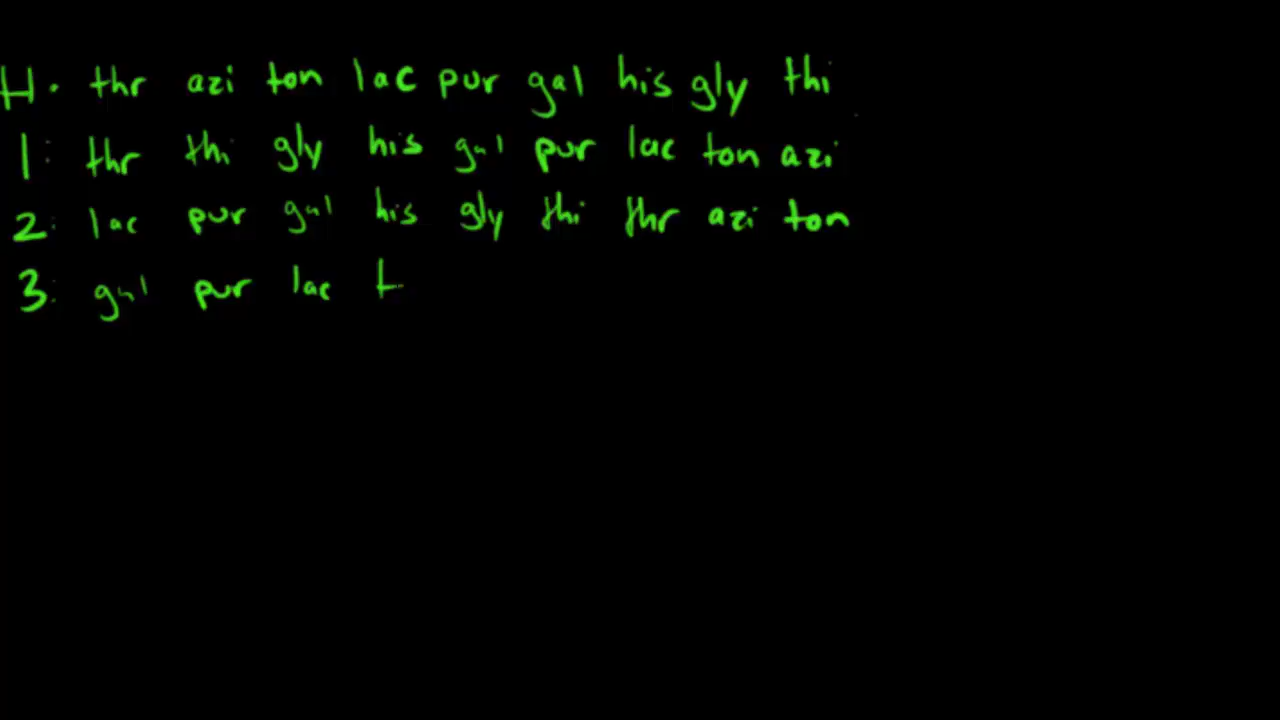 H. thr azi ton lac pur gal his gly thi
1: thr thi gly his gal pur lac ton azi
2: lac pur gal his gly thi thr azi ton
3: gal pur lac t